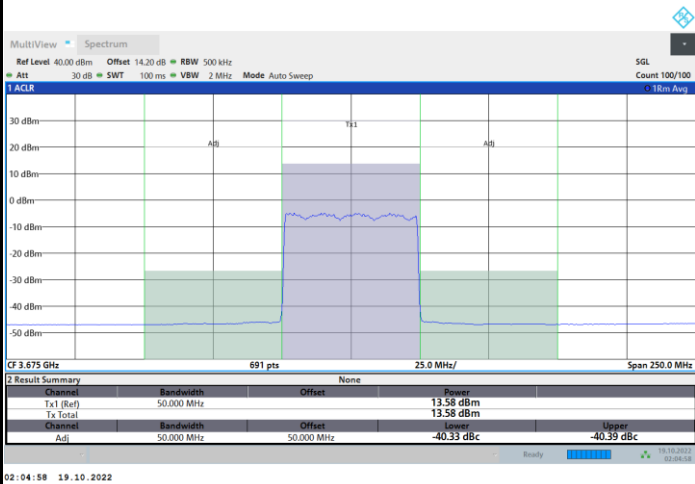 MultiView Spectrum
Ref Level 40.00 dBm Offset 14.20 dB RBW 500 kHz SGL
Att 30 dB SWT 100 ms VBW 2 MHz Mode Auto Sweep Count 100/100
1 ACLR 1Rm Avg
30 dBm
Tx1
20 dBm
Adj Adj
10 dBm
0 dBm
-10 dBm
-20 dBm
-30 dBm
-40 dBm
-50 dBm
CF 3.675 GHz 691 pts 25.0 MHz/ Span 250.0 MHz
2 Result Summary None
Channel Bandwidth Offset Power
Tx1 (Ref) 50.000 MHz 13.58 dBm
Tx Total 13.58 dBm
Channel Bandwidth Offset Lower Upper
Adj 50.000 MHz 50.000 MHz -40.33 dBc -40.39 dBc
Ready 19.10.2022
02:04:58
02:04:58 19.10.2022